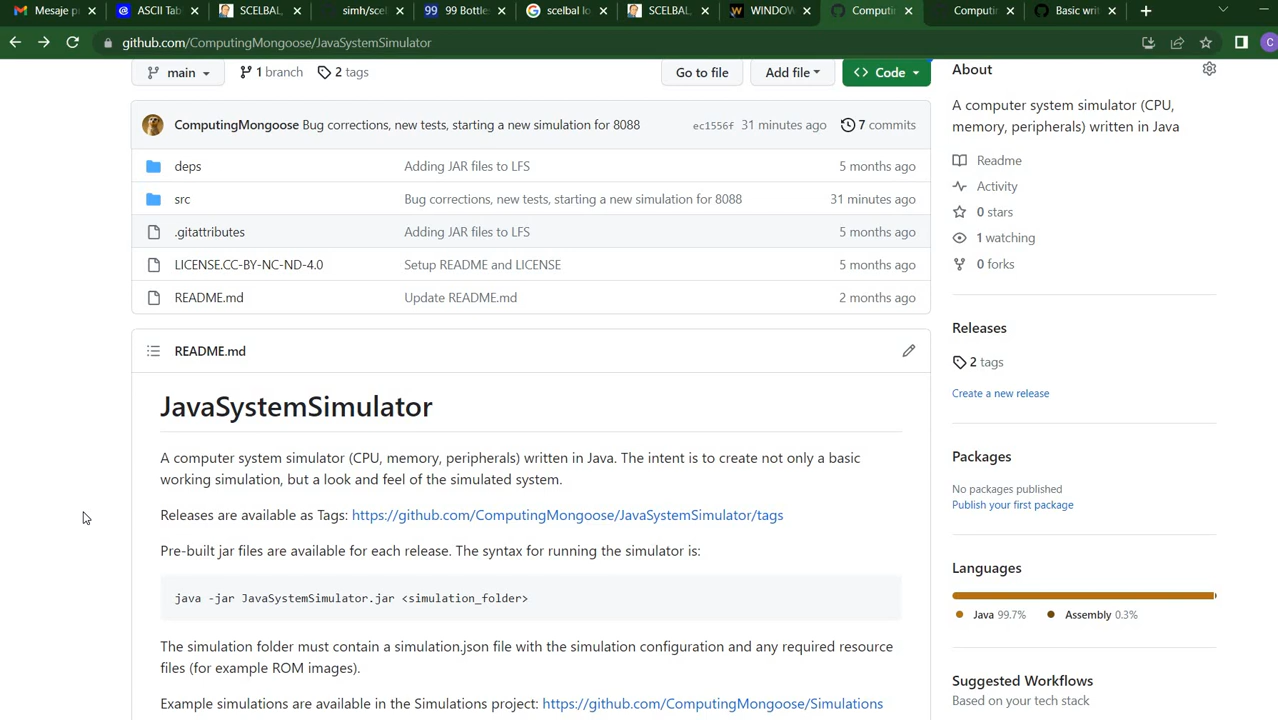 Mesaje p
ASCII Tab
SCELBAL,
simh/scel
99 99 Bottle
scelbal lo
SCELBAL,
WINDOW
Computi
Computin
Basic writ
github.com/ComputingMongoose/JavaSystemSimulator
C
main
1 branch
2 tags
Go to file
Add file
<> Code
ComputingMongoose Bug corrections, new tests, starting a new simulation for 8088
ec1556f 31 minutes ago
7 commits
deps Adding JAR files to LFS 5 months ago
src Bug corrections, new tests, starting a new simulation for 8088 31 minutes ago
.gitattributes Adding JAR files to LFS 5 months ago
LICENSE.CC-BY-NC-ND-4.0 Setup README and LICENSE 5 months ago
README.md Update README.md 2 months ago
README.md
JavaSystemSimulator
A computer system simulator (CPU, memory, peripherals) written in Java. The intent is to create not only a basic
working simulation, but a look and feel of the simulated system.
Releases are available as Tags: https://github.com/ComputingMongoose/JavaSystemSimulator/tags
Pre-built jar files are available for each release. The syntax for running the simulator is:
java -jar JavaSystemSimulator.jar <simulation_folder>
The simulation folder must contain a simulation.json file with the simulation configuration and any required resource
files (for example ROM images).
Example simulations are available in the Simulations project: https://github.com/ComputingMongoose/Simulations
About
A computer system simulator (CPU,
memory, peripherals) written in Java
Readme
Activity
0 stars
1 watching
0 forks
Releases
2 tags
Create a new release
Packages
No packages published
Publish your first package
Languages
Java 99.7%
Assembly 0.3%
Suggested Workflows
Based on your tech stack